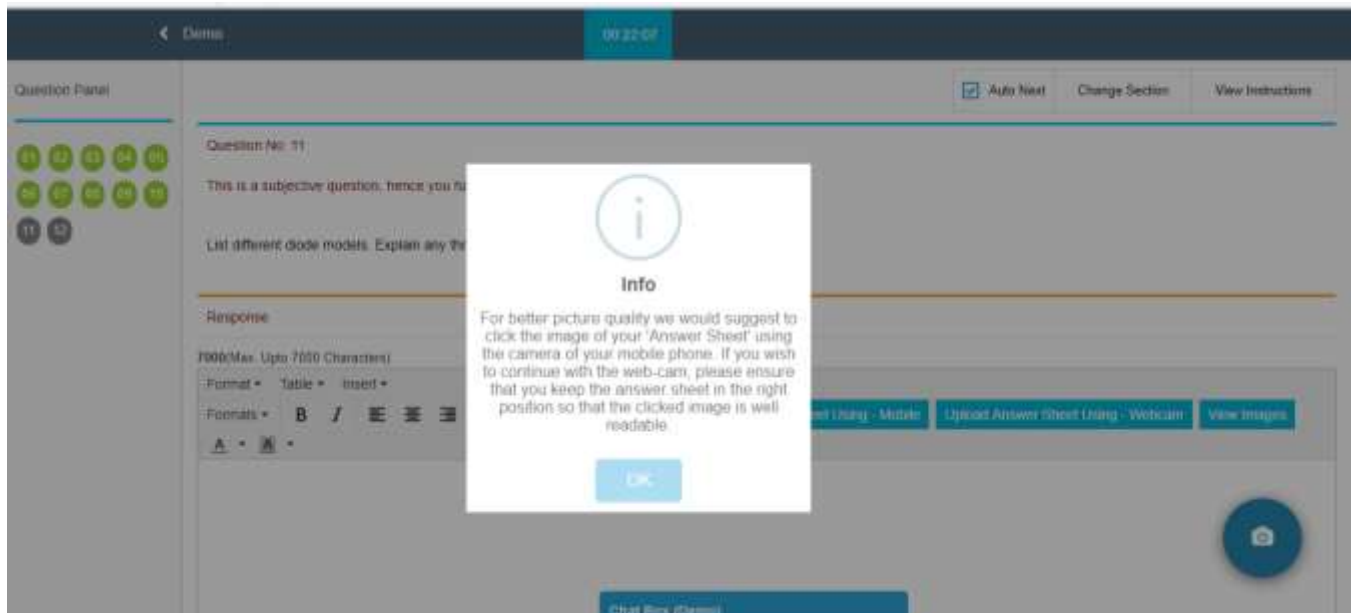 Demo
00:22:07
Question Panel
Auto Next
Change Section
View Instructions
01 02 03 04 05
06 07 08 09 10
11 12
Question No: 11
This is a subjective question, hence you
List different diode models. Explain any
Response
7000(Max. Upto 7000 Characters)
Format Table Insert
Formats B I
Using - Mobile
Upload Answer Sheet Using - Webcam
View Images
A A
Info
For better picture quality we would suggest to
click the image of your 'Answer Sheet' using
the camera of your mobile phone. If you wish
to continue with the web-cam, please ensure
that you keep the answer sheet in the right
position so that the clicked image is well
readable.
OK
Chat Box (Demo)